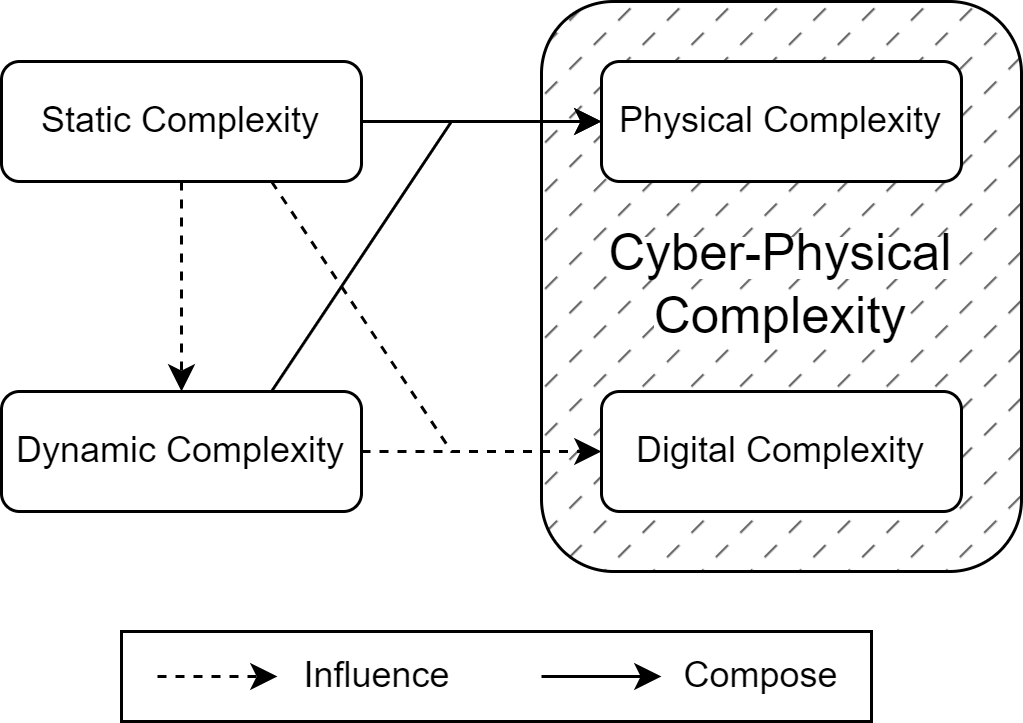 Static Complexity
Physical Complexity
Cyber-Physical
Complexity
Dynamic Complexity
Digital Complexity
Influence
Compose